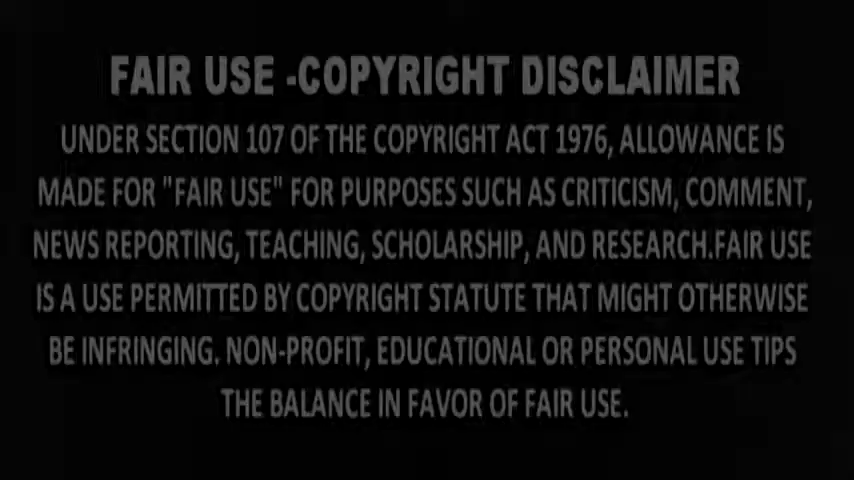 FAIR USE -COPYRIGHT DISCLAIMER
UNDER SECTION 107 OF THE COPYRIGHT ACT 1976, ALLOWANCE IS
MADE FOR "FAIR USE" FOR PURPOSES SUCH AS CRITICISM, COMMENT,
NEWS REPORTING, TEACHING, SCHOLARSHIP, AND RESEARCH.FAIR USE
IS A USE PERMITTED BY COPYRIGHT STATUTE THAT MIGHT OTHERWISE
BE INFRINGING. NON-PROFIT, EDUCATIONAL OR PERSONAL USE TIPS
THE BALANCE IN FAVOR OF FAIR USE.